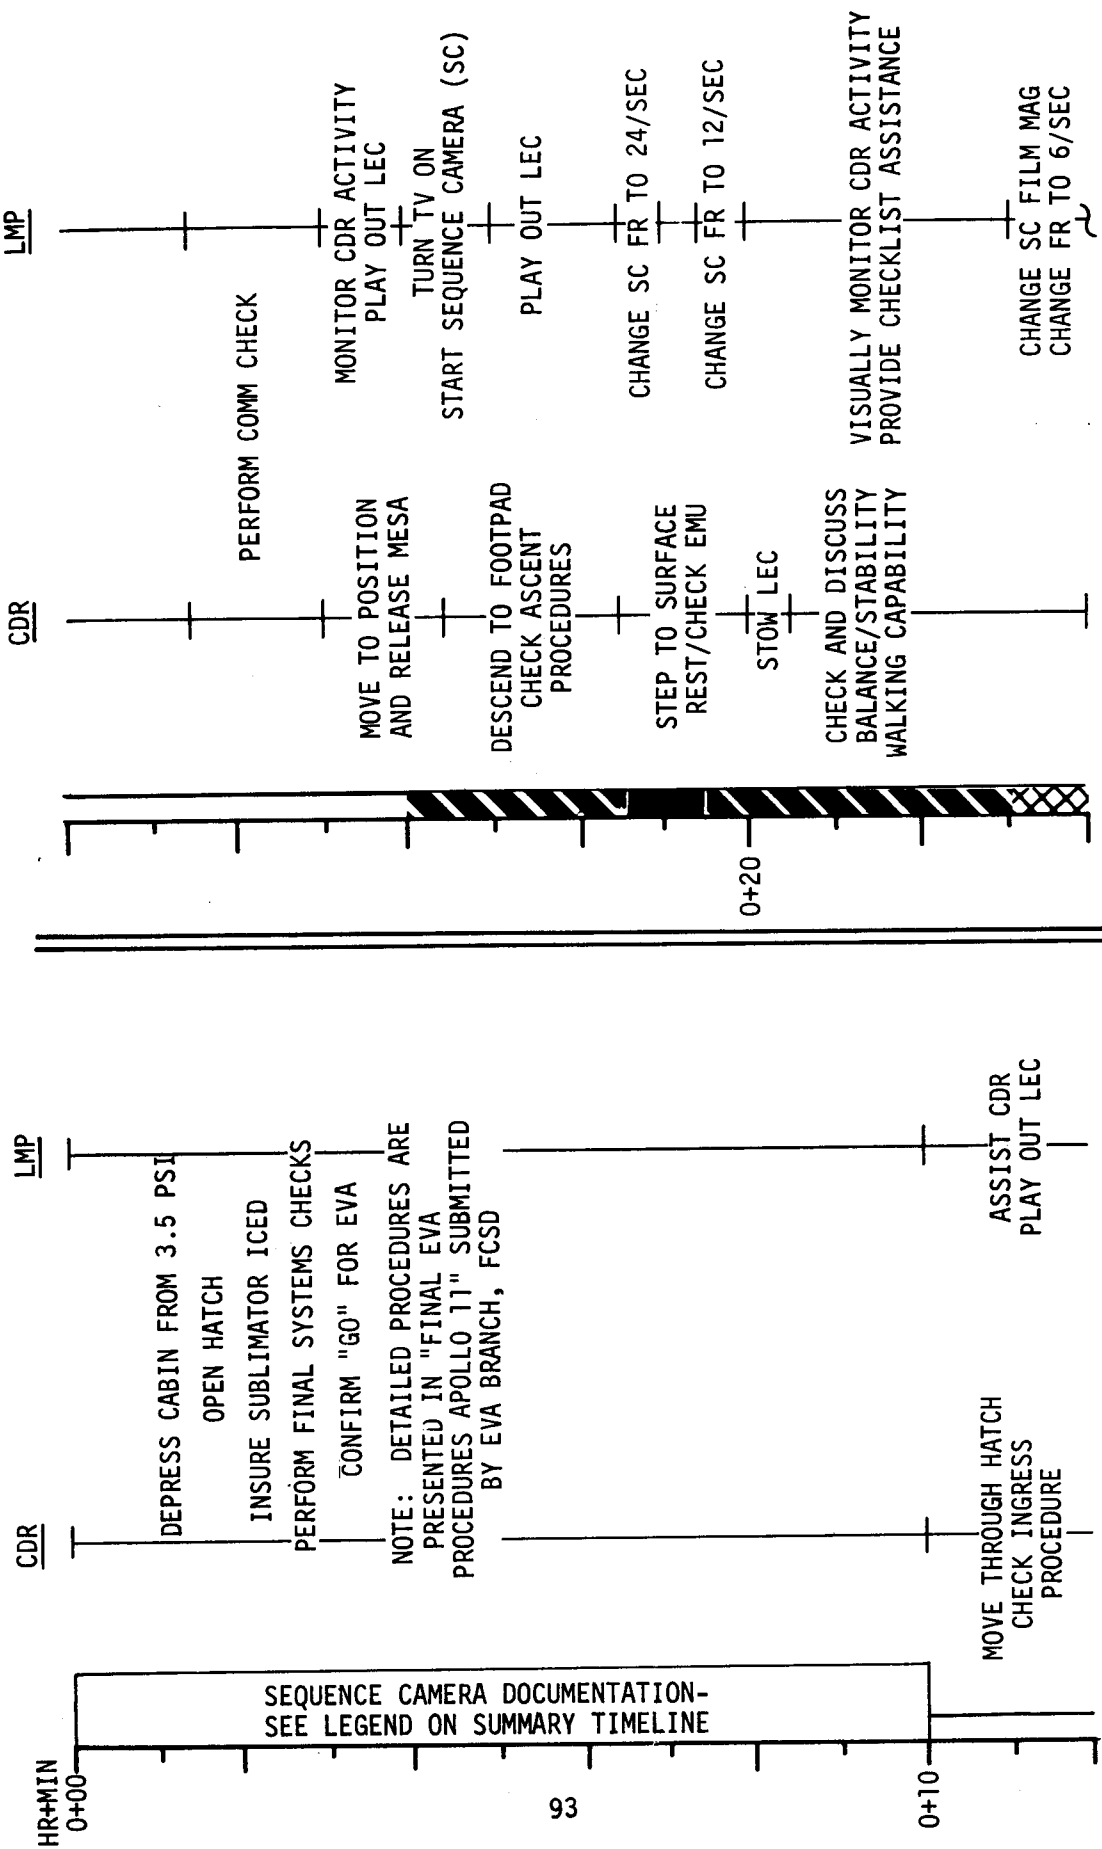 HR+MIN
0+00
0+10
93
SEQUENCE CAMERA DOCUMENTATION-
SEE LEGEND ON SUMMARY TIMELINE
CDR
LMP
DEPRESS CABIN FROM 3.5 PSI
OPEN HATCH
INSURE SUBLIMATOR ICED
PERFORM FINAL SYSTEMS CHECKS
CONFIRM "GO" FOR EVA
NOTE: DETAILED PROCEDURES ARE
PRESENTED IN "FINAL EVA
PROCEDURES APOLLO 11" SUBMITTED
BY EVA BRANCH, FCSD
MOVE THROUGH HATCH
CHECK INGRESS
PROCEDURE
ASSIST CDR
PLAY OUT LEC
0+20
CDR
LMP
PERFORM COMM CHECK
MOVE TO POSITION
AND RELEASE MESA
DESCEND TO FOOTPAD
CHECK ASCENT
PROCEDURES
STEP TO SURFACE
REST/CHECK EMU
STOW LEC
CHECK AND DISCUSS
BALANCE/STABILITY
WALKING CAPABILITY
MONITOR CDR ACTIVITY
PLAY OUT LEC
TURN TV ON
START SEQUENCE CAMERA (SC)
PLAY OUT LEC
CHANGE SC FR TO 24/SEC
CHANGE SC FR TO 12/SEC
VISUALLY MONITOR CDR ACTIVITY
PROVIDE CHECKLIST ASSISTANCE
CHANGE SC FILM MAG
CHANGE FR TO 6/SEC